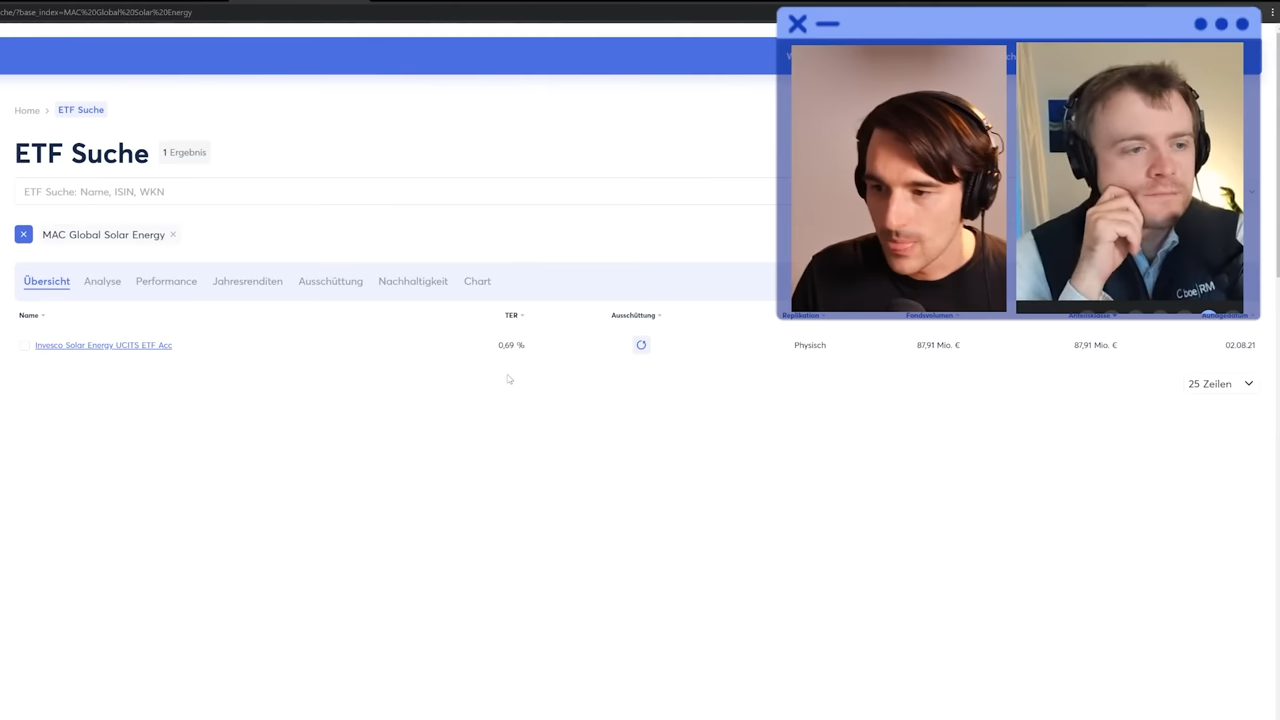 che/?base_index=MAC%20Global%20Solar%20Energy
Home > ETF Suche
ETF Suche 1 Ergebnis
ETF Suche: Name, ISIN, WKN
MAC Global Solar Energy ×
Übersicht Analyse Performance Jahresrenditen Ausschüttung Nachhaltigkeit Chart
Name TER Ausschüttung Replikation Fondsvolumen Anteilsklasse Auflagedatum
Invesco Solar Energy UCITS ETF Acc 0,69 % Physisch 87,91 Mio. € 87,91 Mio. € 02.08.21
25 Zeilen
Cboe|RM